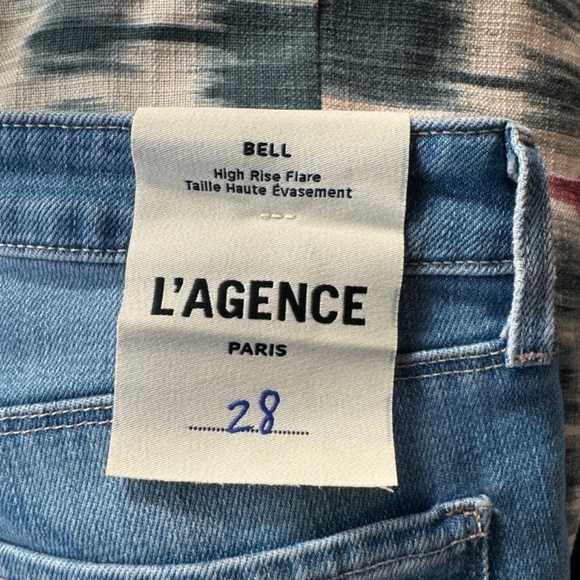 BELL
High Rise Flare
Taille Haute Évasement
L'AGENCE
PARIS
28